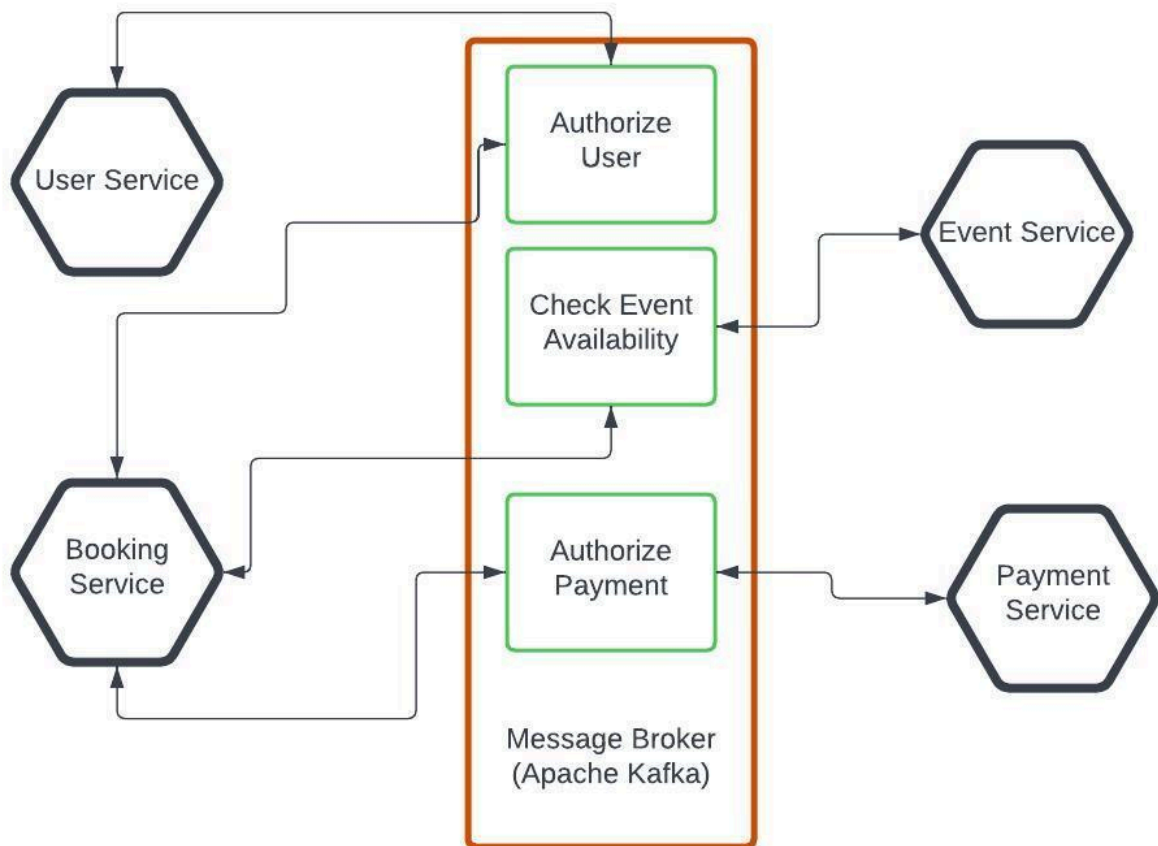 Authorize
User
User Service
Event Service
Check Event
Availability
Booking
Service
Authorize
Payment
Payment
Service
Message Broker
(Apache Kafka)